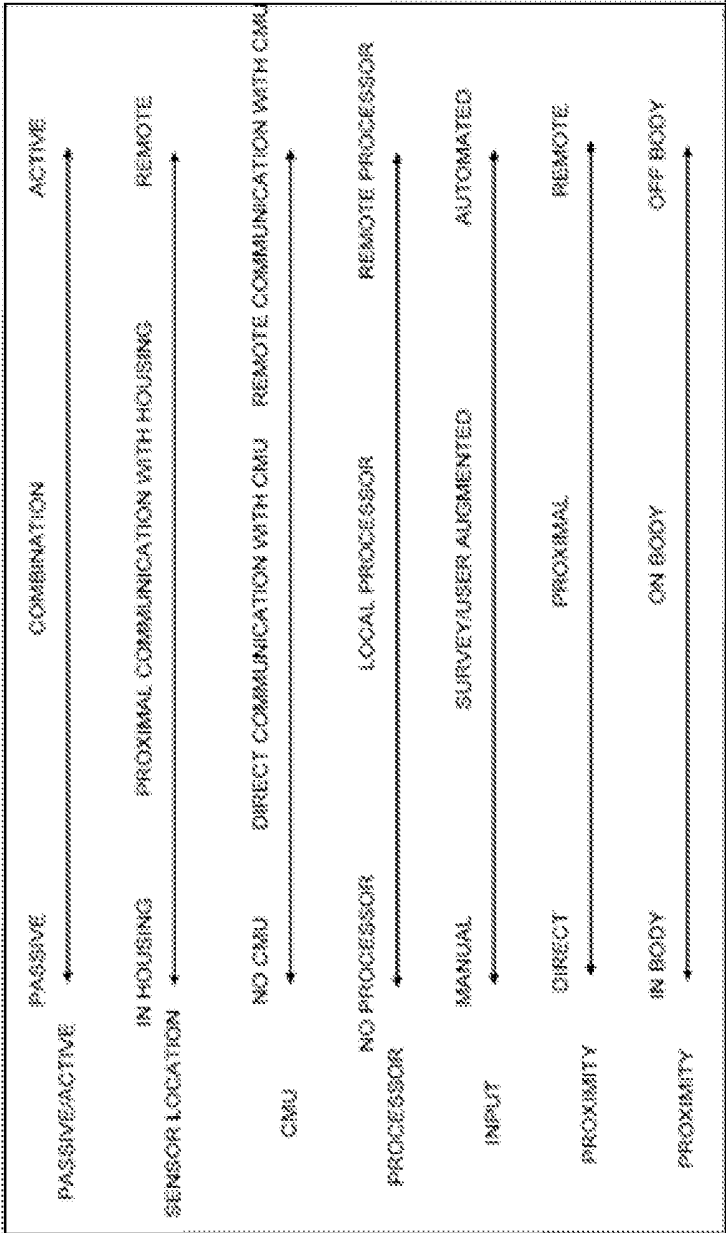 PASSIVE COMBINATION ACTIVE
PASSIVE/ACTIVE
IN HOUSING PROXIMAL COMMUNICATION WITH HOUSING REMOTE
SENSOR LOCATION
NO CMU DIRECT COMMUNICATION WITH CMU REMOTE COMMUNICATION WITH CMU
CMU
NO PROCESSOR LOCAL PROCESSOR REMOTE PROCESSOR
PROCESSOR
MANUAL SURVEY/USER AUGMENTED AUTOMATED
INPUT
DIRECT PROXIMAL REMOTE
PROXIMITY
IN BODY ON BODY OFF BODY
PROXIMITY